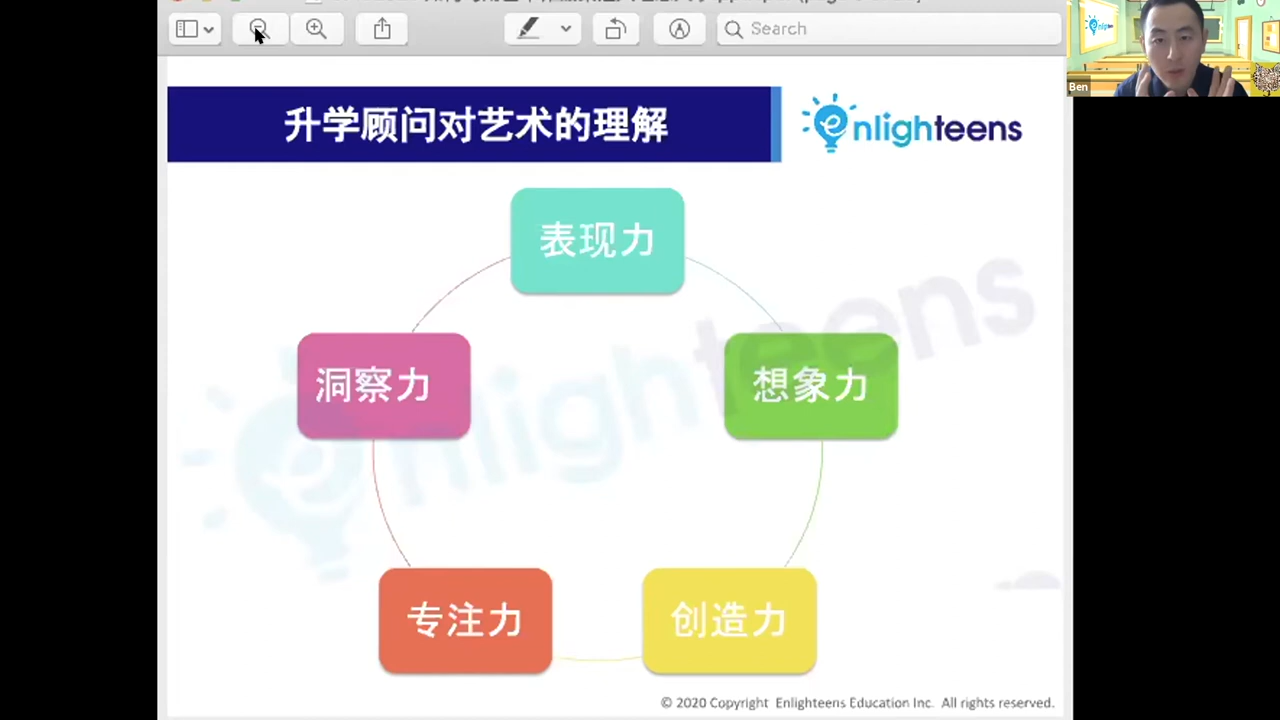 Search
Ben
升学顾问对艺术的理解
enlighteens
表现力
洞察力
想象力
专注力
创造力
© 2020 Copyright Enlighteens Education Inc. All rights reserved.